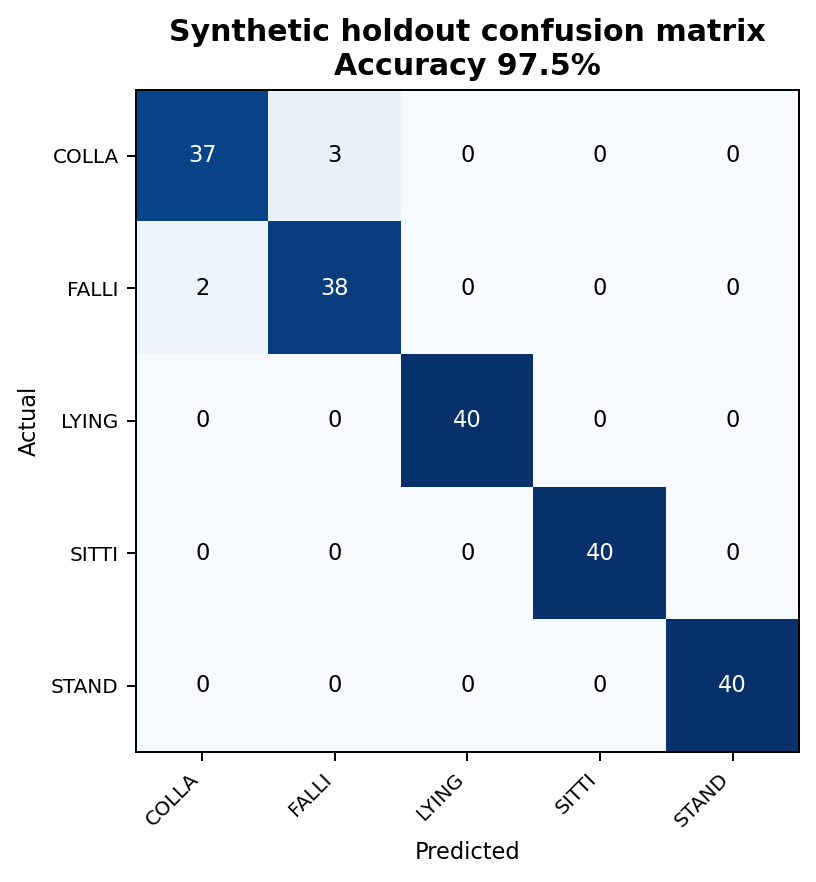 Synthetic holdout confusion matrix
Accuracy 97.5%
COLLA 37 3 0 0 0
FALLI 2 38 0 0 0
Actual
LYING 0 0 40 0 0
SITTI 0 0 0 40 0
STAND 0 0 0 0 40
COLLA FALLI LYING SITTI STAND
Predicted